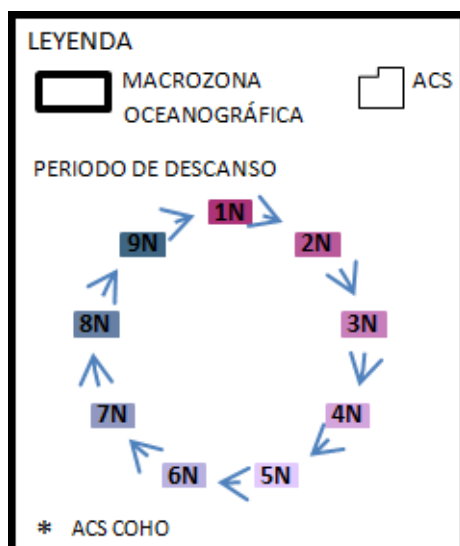 LEYENDA
MACROZONA
OCEANOGRÁFICA
ACS
PERIODO DE DESCANSO
1N
2N
3N
4N
5N
6N
7N
8N
9N
* ACS COHO